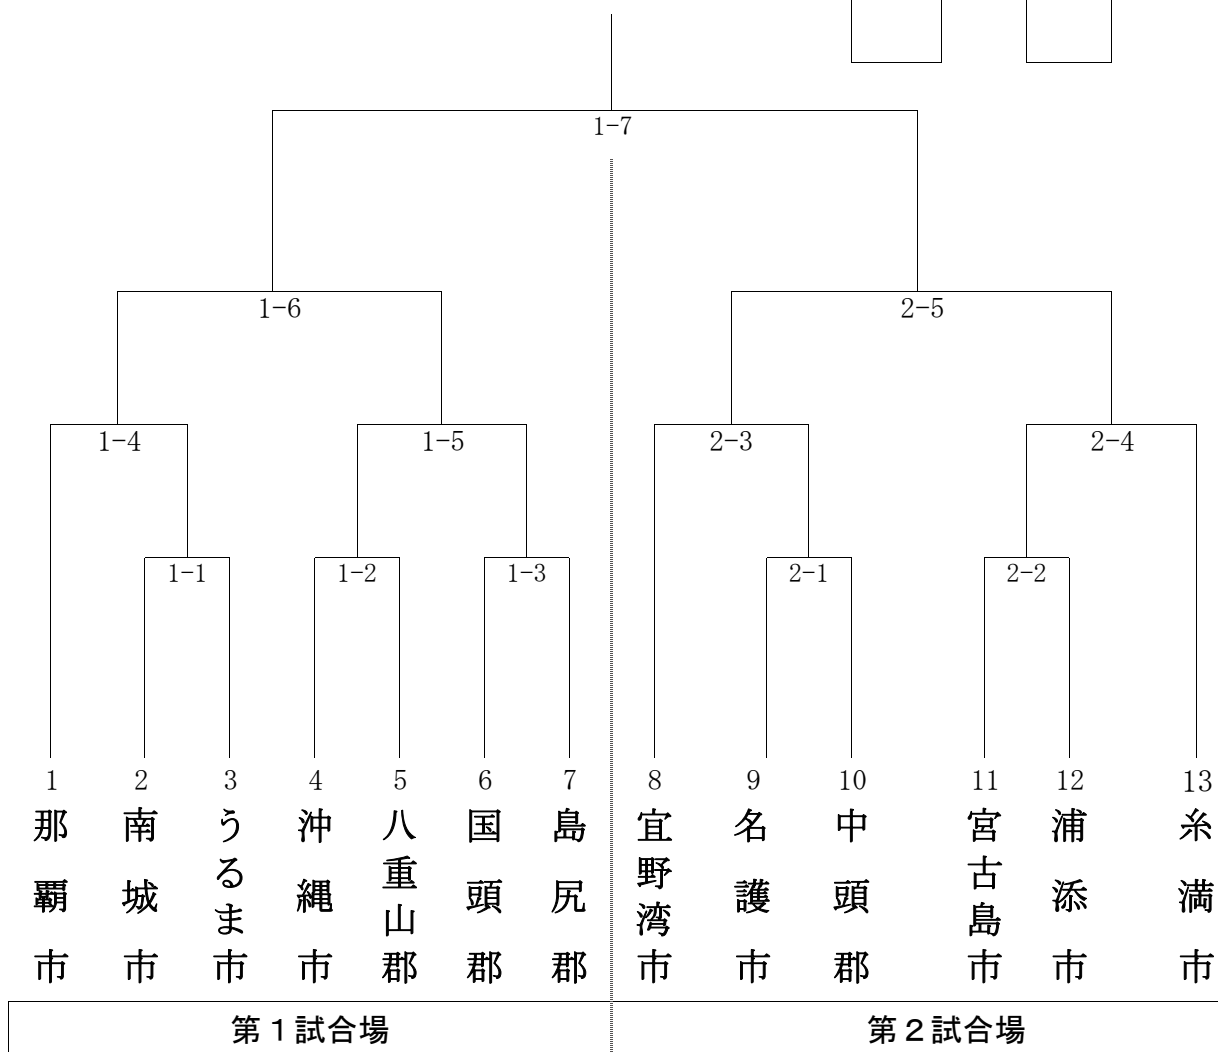 1-7
1-6
2-5
1-4
1-5
2-3
2-4
1-1
1-2
1-3
2-1
2-2
1
2
3
4
5
6
7
8
9
10
11
12
13
那覇市
南城市
うるま市
沖縄市
八重山郡
国頭郡
島尻郡
宜野湾市
名護市
中頭郡
宮古島市
浦添市
糸満市
第1試合場
第2試合場